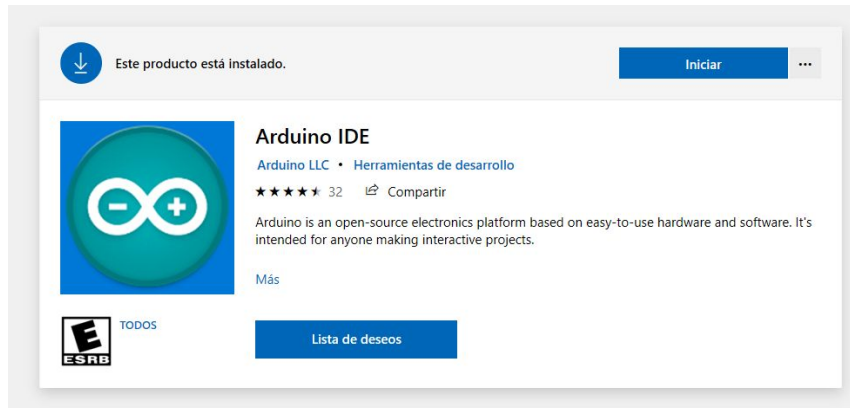 Este producto está instalado.
Iniciar
Arduino IDE
Arduino LLC • Herramientas de desarrollo
32 Compartir
Arduino is an open-source electronics platform based on easy-to-use hardware and software. It's
intended for anyone making interactive projects.
Más
E
ESRB
TODOS
Lista de deseos